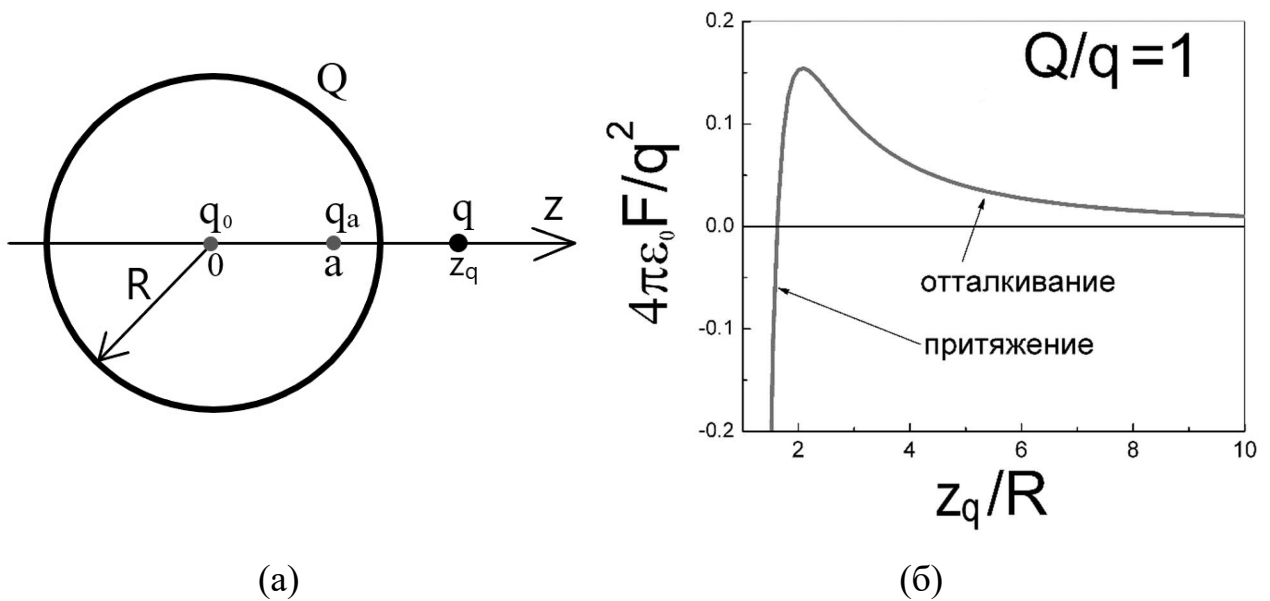 Q
q₀
qₐ
q
z
0
a
z_q
R
(а)
Q/q=1
4πε₀F/q²
0.2
0.1
0.0
-0.1
-0.2
отталкивание
притяжение
2
4
6
8
10
z_q/R
(б)